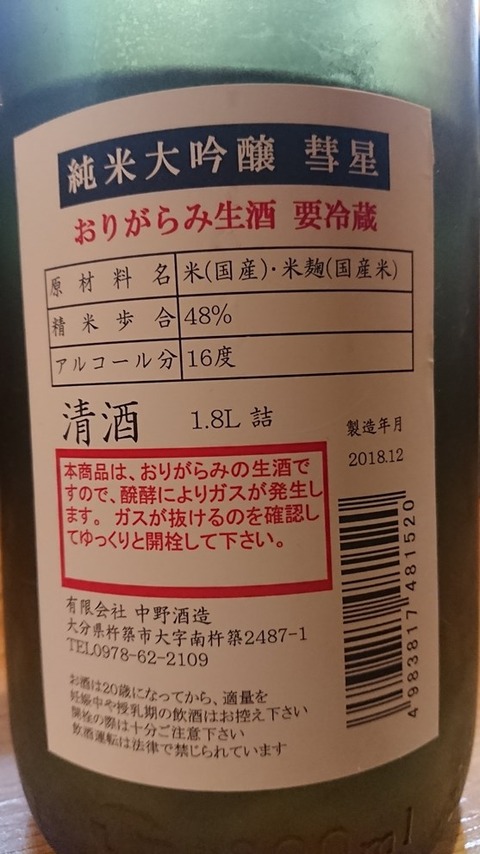 純米大吟醸 彗星
おりがらみ生酒 要冷蔵
原材料名 米(国産)・米麹(国産米)
精米歩合 48%
アルコール分 16度
清酒 1.8L 詰
製造年月
2018.12
本商品は、おりがらみの生酒で
すので、醗酵によりガスが発生し
ます。ガスが抜けるのを確認し
てゆっくりと開栓して下さい。
4983817481520
有限会社 中野酒造
大分県杵築市大字南杵築2487-1
TEL0978-62-2109
お酒は20歳になってから、適量を
妊娠中や授乳期の飲酒はお控え下さい
開栓の際は十分ご注意下さい
飲酒運転は法律で禁じられています